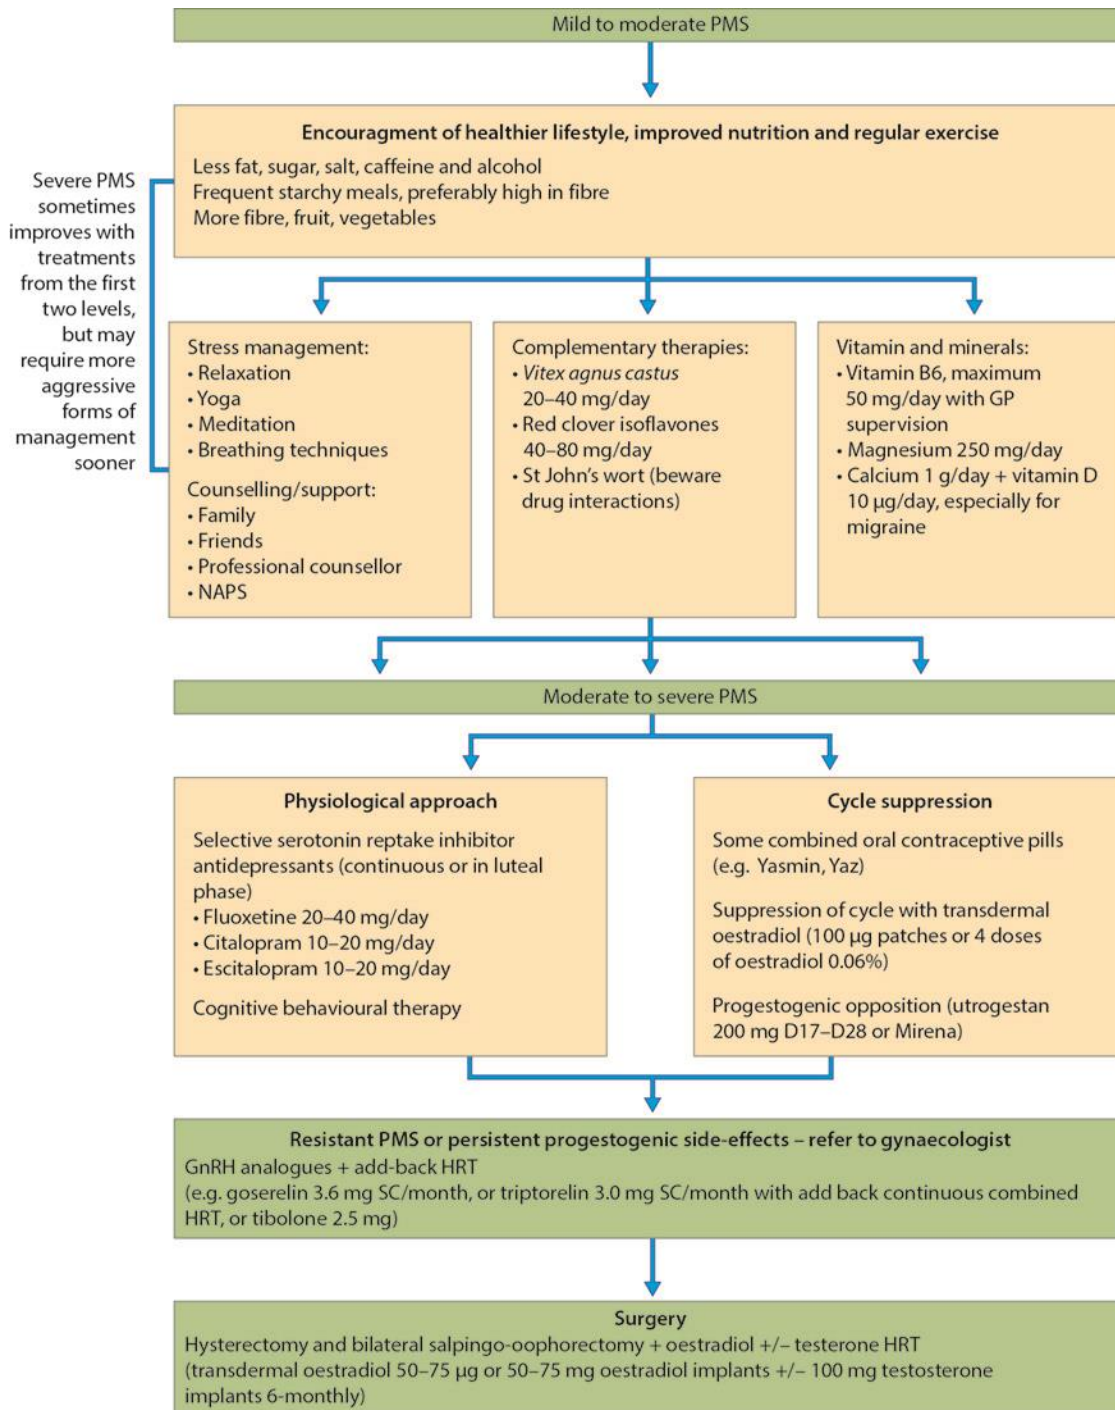 Mild to moderate PMS
Encouragment of healthier lifestyle, improved nutrition and regular exercise
Less fat, sugar, salt, caffeine and alcohol
Frequent starchy meals, preferably high in fibre
More fibre, fruit, vegetables
Severe PMS
sometimes
improves with
treatments
from the first
two levels,
but may
require more
aggressive
forms of
management
sooner
Stress management:
• Relaxation
• Yoga
• Meditation
• Breathing techniques
Counselling/support:
• Family
• Friends
• Professional counsellor
• NAPS
Complementary therapies:
• Vitex agnus castus
20–40 mg/day
• Red clover isoflavones
40–80 mg/day
• St John's wort (beware
drug interactions)
Vitamin and minerals:
• Vitamin B6, maximum
50 mg/day with GP
supervision
• Magnesium 250 mg/day
• Calcium 1 g/day + vitamin D
10 µg/day, especially for
migraine
Moderate to severe PMS
Physiological approach
Selective serotonin reptake inhibitor
antidepressants (continuous or in luteal
phase)
• Fluoxetine 20–40 mg/day
• Citalopram 10–20 mg/day
• Escitalopram 10–20 mg/day
Cognitive behavioural therapy
Cycle suppression
Some combined oral contraceptive pills
(e.g. Yasmin, Yaz)
Suppression of cycle with transdermal
oestradiol (100 µg patches or 4 doses
of oestradiol 0.06%)
Progestogenic opposition (utrogestan
200 mg D17–D28 or Mirena)
Resistant PMS or persistent progestogenic side-effects – refer to gynaecologist
GnRH analogues + add-back HRT
(e.g. goserelin 3.6 mg SC/month, or triptorelin 3.0 mg SC/month with add back continuous combined
HRT, or tibolone 2.5 mg)
Surgery
Hysterectomy and bilateral salpingo-oophorectomy + oestradiol +/– testerone HRT
(transdermal oestradiol 50–75 µg or 50–75 mg oestradiol implants +/– 100 mg testosterone
implants 6-monthly)